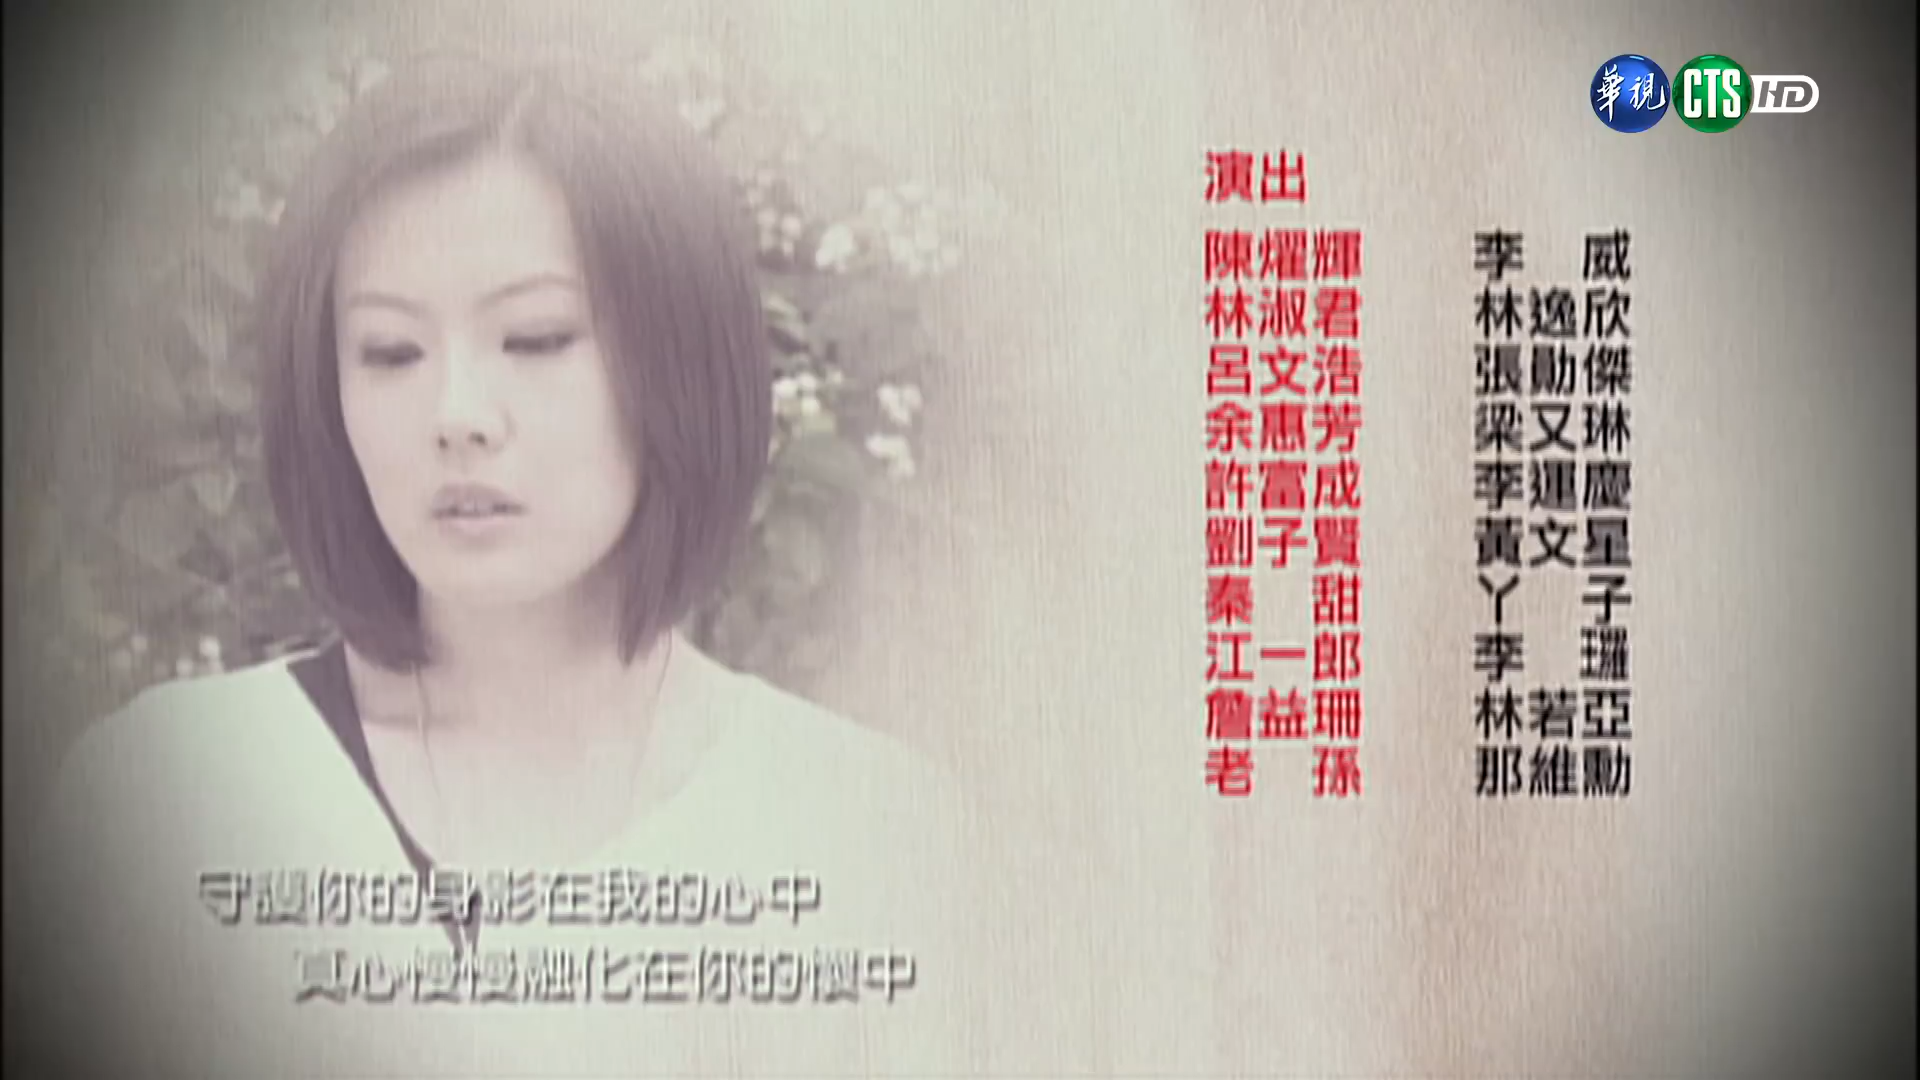 華視 CTS HD
演出
陳燿輝 李威
林淑君 林逸欣
呂文浩 張勛傑
余惠芳 梁又琳
許富成 李運慶
劉子賢 黃文星
秦甜 丫子
江一郎 李㼈
詹益珊 林若亞
老孫 那維勳
守護你的身影在我的心中
真心慢慢融化在你的懷中